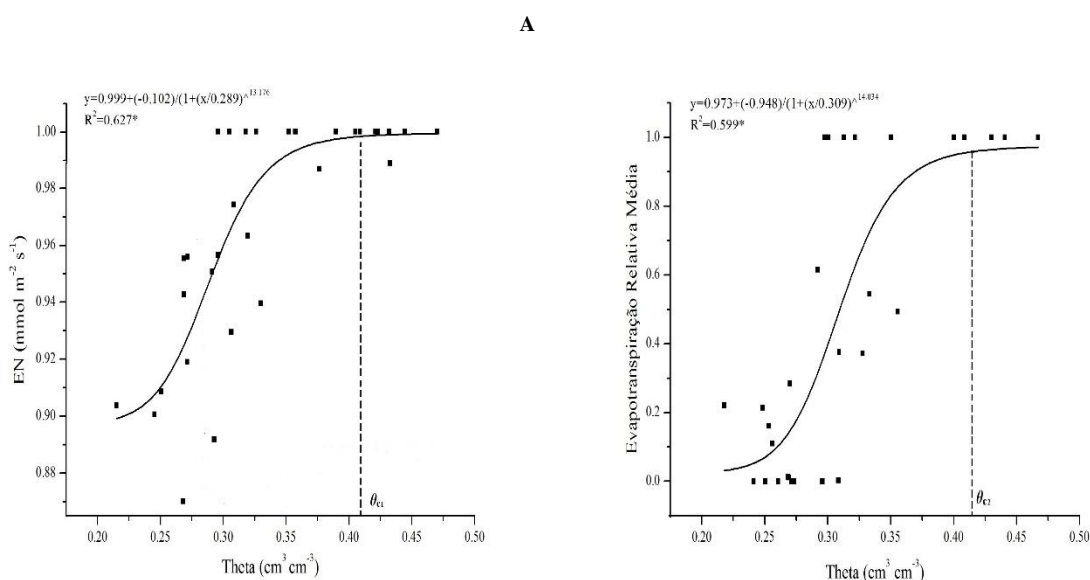 A
y=0.999+(-0.102)/(1+(x/0.289)^13.176
R²=0.627*
1.00
0.98
0.96
0.94
0.92
0.90
0.88
EN (mmol m⁻² s⁻¹)
θc1
0.20 0.25 0.30 0.35 0.40 0.45 0.50
Theta (cm³ cm⁻³)
y=0.973+(-0.948)/(1+(x/0.309)^14.034
R²=0.599*
1.0
0.8
0.6
0.4
0.2
0.0
Evapotranspiração Relativa Média
θc2
0.20 0.25 0.30 0.35 0.40 0.45 0.50
Theta (cm³ cm⁻³)